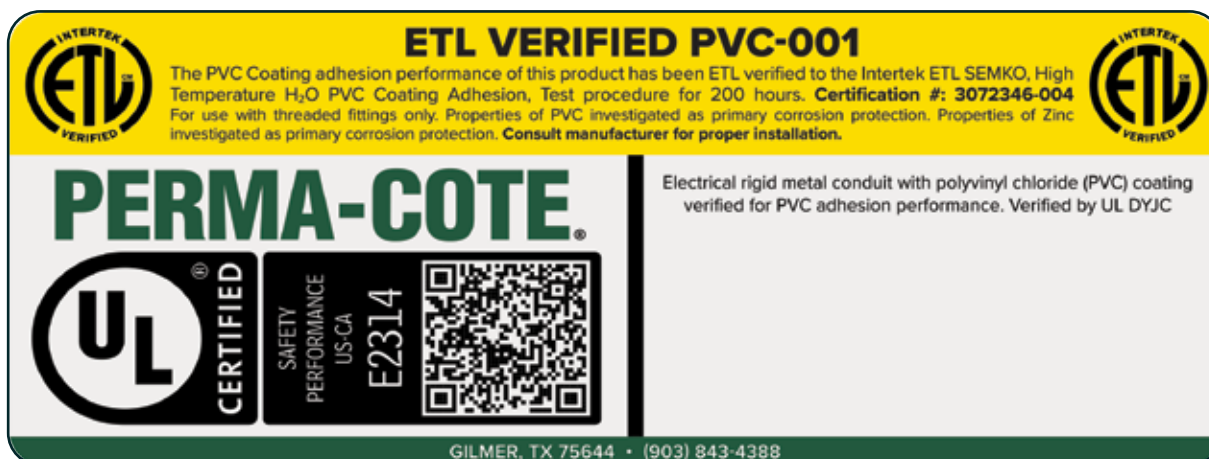 INTERTEK
ETL
CM
VERIFIED
ETL VERIFIED PVC-001
The PVC Coating adhesion performance of this product has been ETL verified to the Intertek ETL SEMKO, High
Temperature H₂O PVC Coating Adhesion, Test procedure for 200 hours. Certification #: 3072346-004
For use with threaded fittings only. Properties of PVC investigated as primary corrosion protection. Properties of Zinc
investigated as primary corrosion protection. Consult manufacturer for proper installation.
INTERTEK
ETL
CM
VERIFIED
PERMA-COTE®
UL
®
CERTIFIED
SAFETY
PERFORMANCE
US-CA
E2314
Electrical rigid metal conduit with polyvinyl chloride (PVC) coating
verified for PVC adhesion performance. Verified by UL DYJC
GILMER, TX 75644 • (903) 843-4388